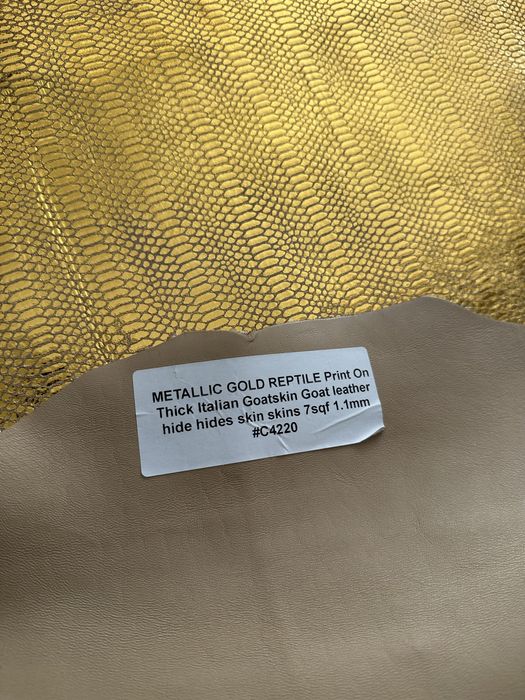 METALLIC GOLD REPTILE Print On
Thick Italian Goatskin Goat leather
hide hides skin skins 7sqf 1.1mm
#C4220